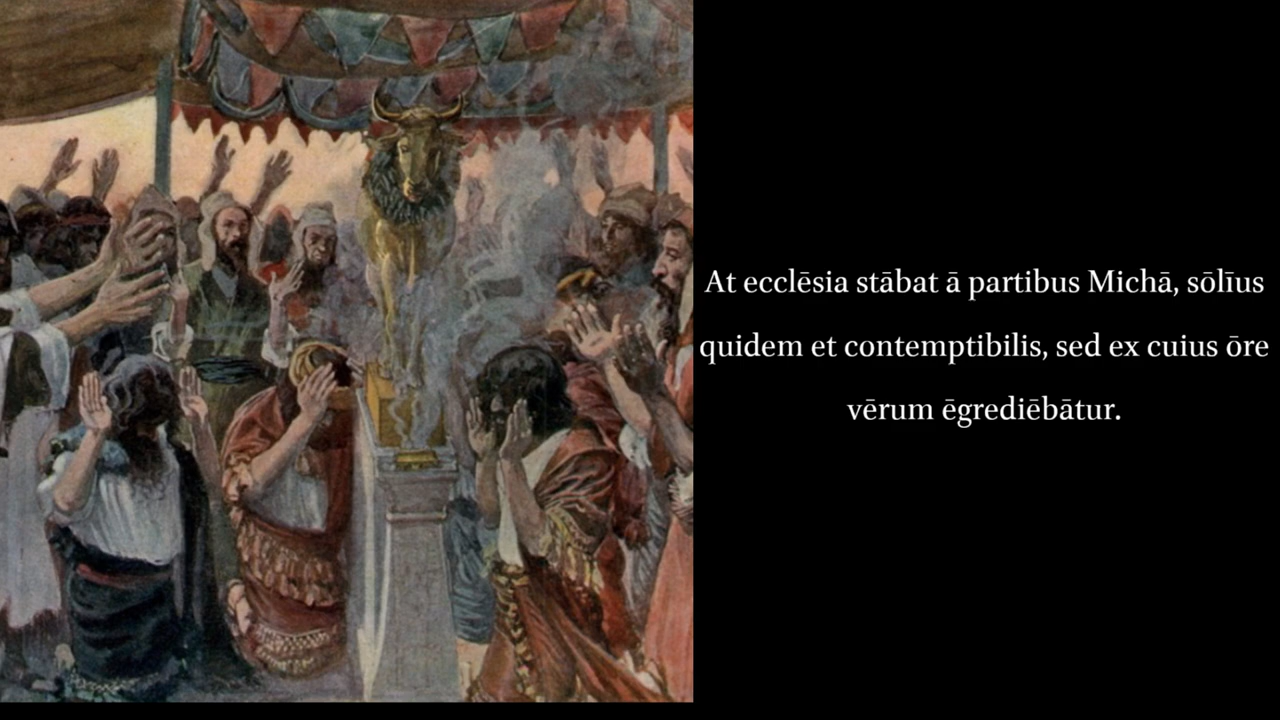 At ecclēsia stābat ā partibus Michā, sōlīus
quidem et contemptibilis, sed ex cuius ōre
vērum ēgrediēbātur.